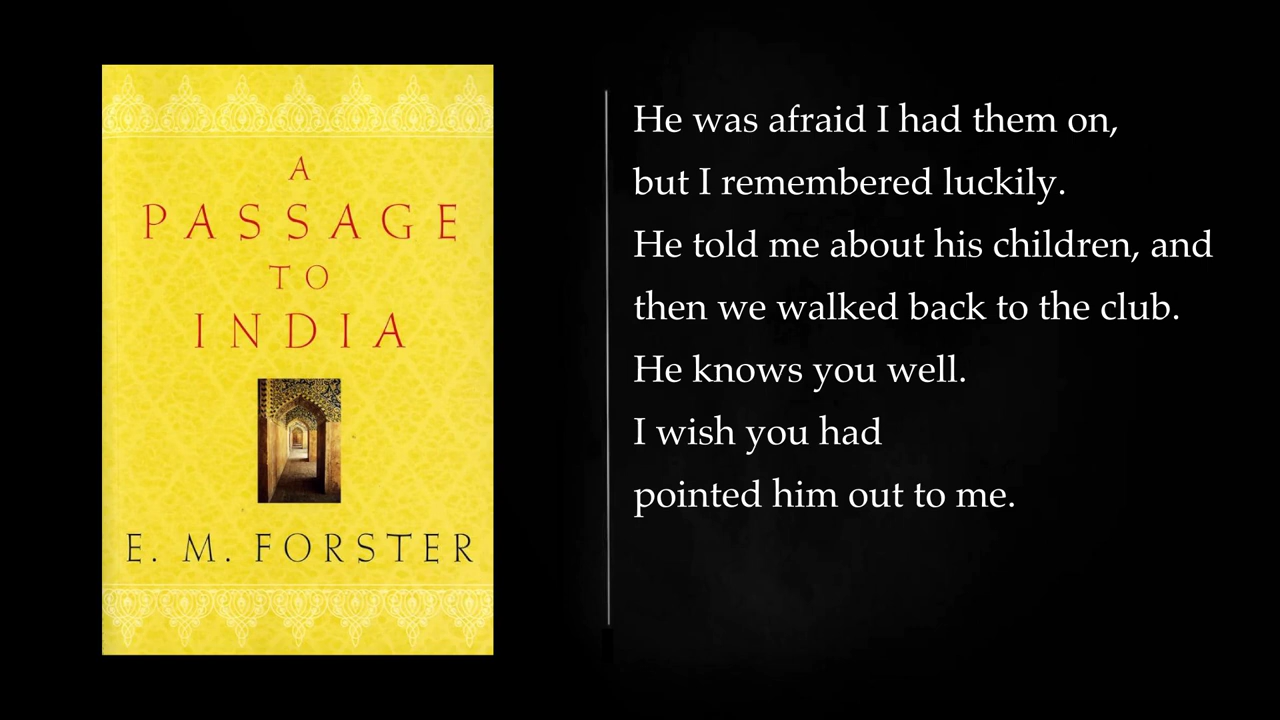 A
PASSAGE
TO
INDIA
E. M. FORSTER
He was afraid I had them on,
but I remembered luckily.
He told me about his children, and
then we walked back to the club.
He knows you well.
I wish you had
pointed him out to me.